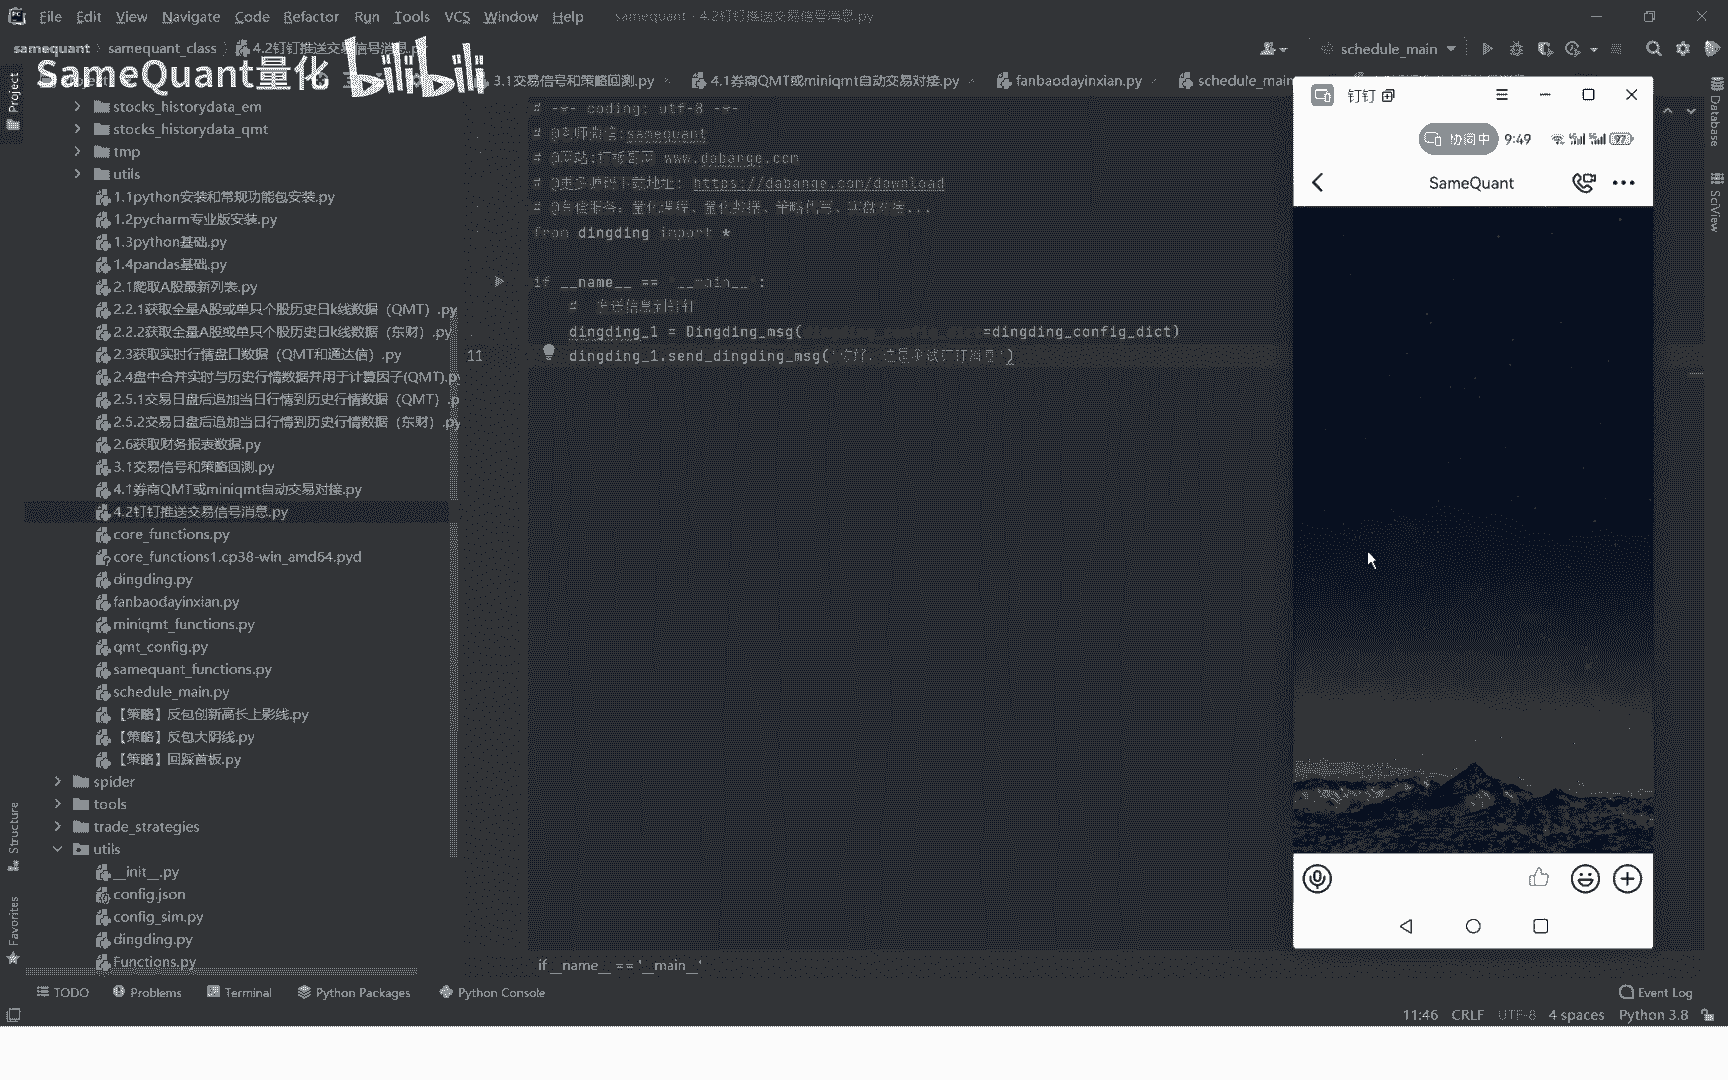 File Edit View Navigate Code Refactor Run Tools VCS Window Help samequant - 4.2钉钉推送交易信号消息.py
samequant samequant_class 4.2钉钉推送交易信号消息.py
schedule_main
SameQuant量化 bilibili
3.1交易信号和策略回测.py 4.1券商QMT或miniqmt自动交易对接.py fanbaodayinxian.py schedule_main
Project
Structure
Favorites
stocks_historydata_em
stocks_historydata_qmt
tmp
utils
1.1python安装和常规功能包安装.py
1.2pycharm专业版安装.py
1.3python基础.py
1.4pandas基础.py
2.1爬取A股最新列表.py
2.2.1获取全量A股或单只个股历史日k线数据（QMT）.py
2.2.2获取全量A股或单只个股历史日k线数据（东财）.py
2.3获取实时行情盘口数据（QMT和通达信）.py
2.4盘中合并实时与历史行情数据并用于计算因子(QMT).py
2.5.1交易日盘后追加当日行情到历史行情数据（QMT）.p
2.5.2交易日盘后追加当日行情到历史行情数据（东财）.py
2.6获取财务报表数据.py
3.1交易信号和策略回测.py
4.1券商QMT或miniqmt自动交易对接.py
4.2钉钉推送交易信号消息.py
core_functions.py
core_functions1.cp38-win_amd64.pyd
dingding.py
fanbaodayinxian.py
miniqmt_functions.py
qmt_config.py
samequant_functions.py
schedule_main.py
【策略】反包创新高长上影线.py
【策略】反包大阴线.py
【策略】回踩首板.py
spider
tools
trade_strategies
utils
__init__.py
config.json
config_sim.py
dingding.py
Functions.py
# -*- coding: utf-8 -*-
# @老师微信:samequant
# @网站:打板哥网 www.dabange.com
# @更多源码下载地址: https://dabange.com/download
from dingding import *
if __name__ == '__main__':
# 发送信息到钉钉
dingding_1 = Dingding_msg(dingding_config_dict=dingding_config_dict)
11
dingding_1.send_dingding_msg('你好，这是测试钉钉消息')
if __name__ == '__main__'
钉钉
协同中 9:49 97
SameQuant
Database
SciView
TODO Problems Terminal Python Packages Python Console Event Log
11:46 CRLF UTF-8 4 spaces Python 3.8